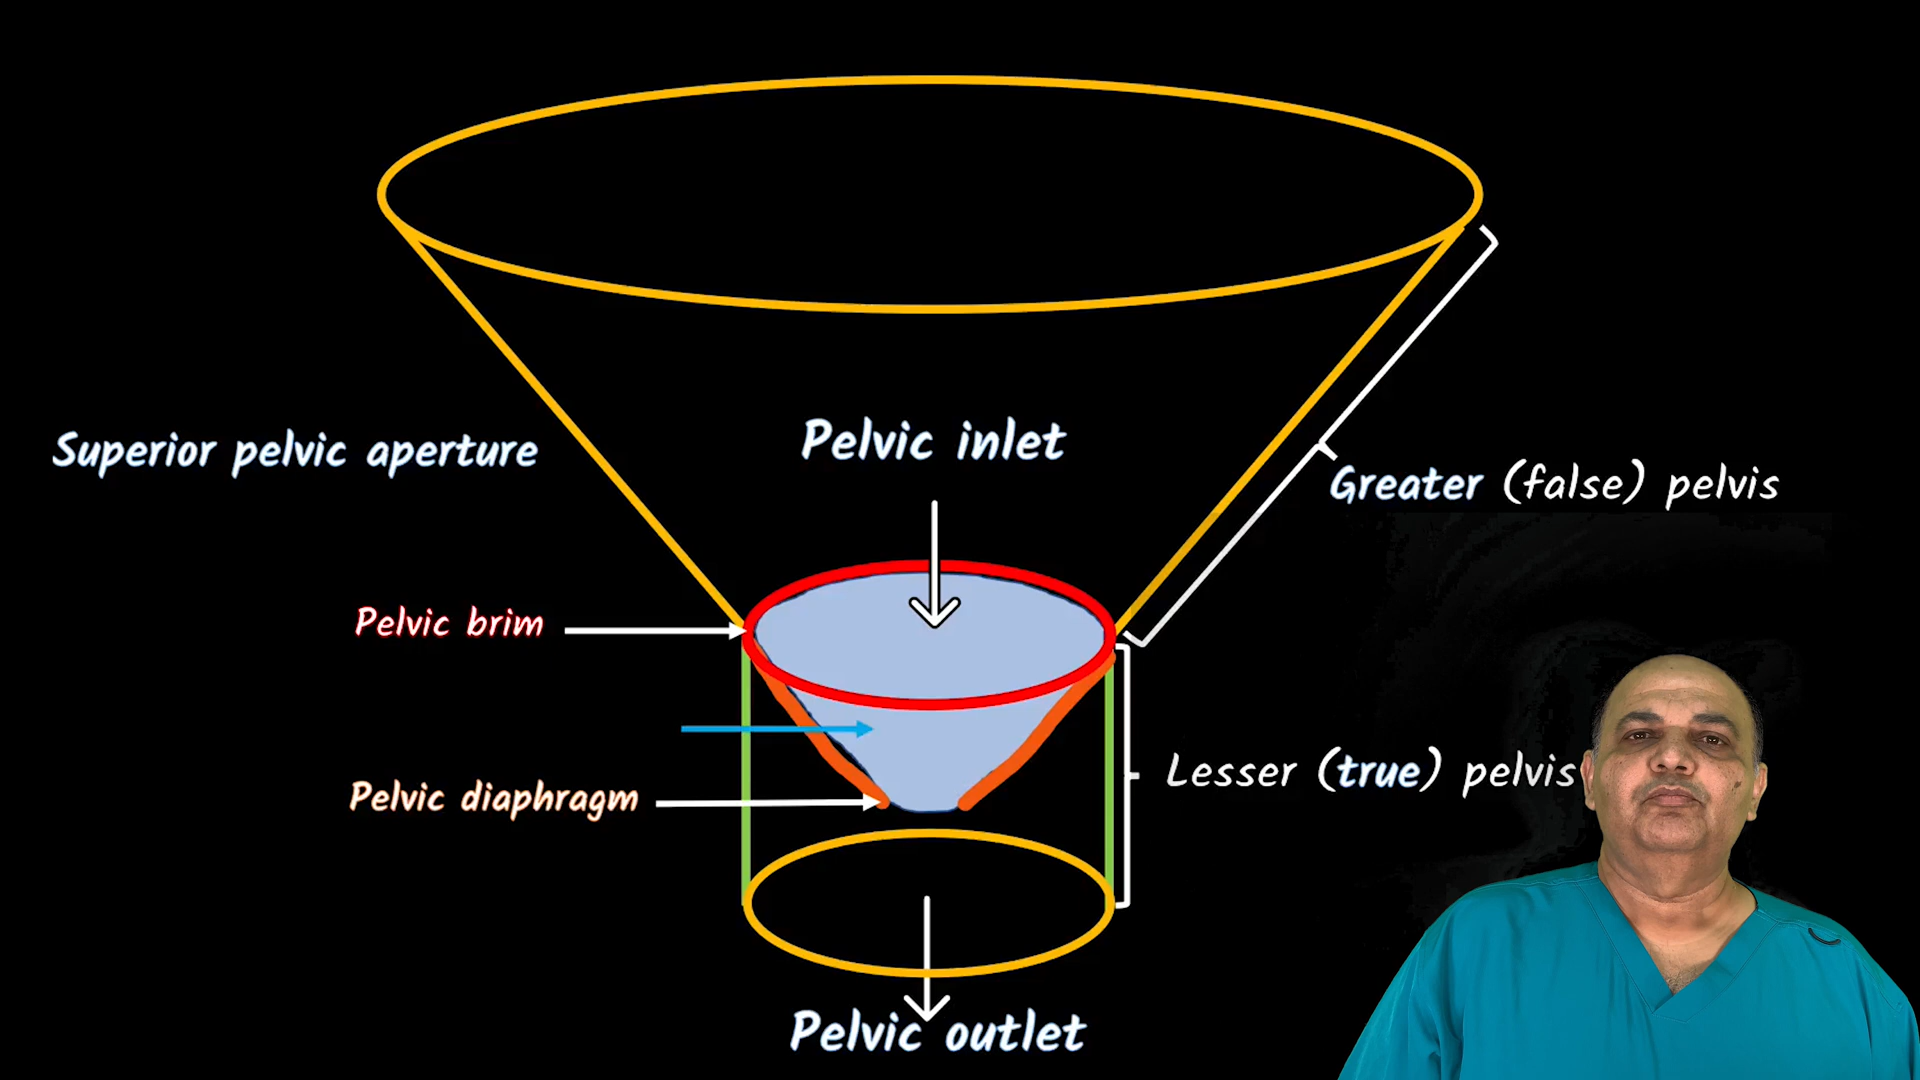 Superior pelvic aperture
Pelvic inlet
Greater (false) pelvis
Pelvic brim
Pelvic diaphragm
Lesser (true) pelvis
Pelvic outlet